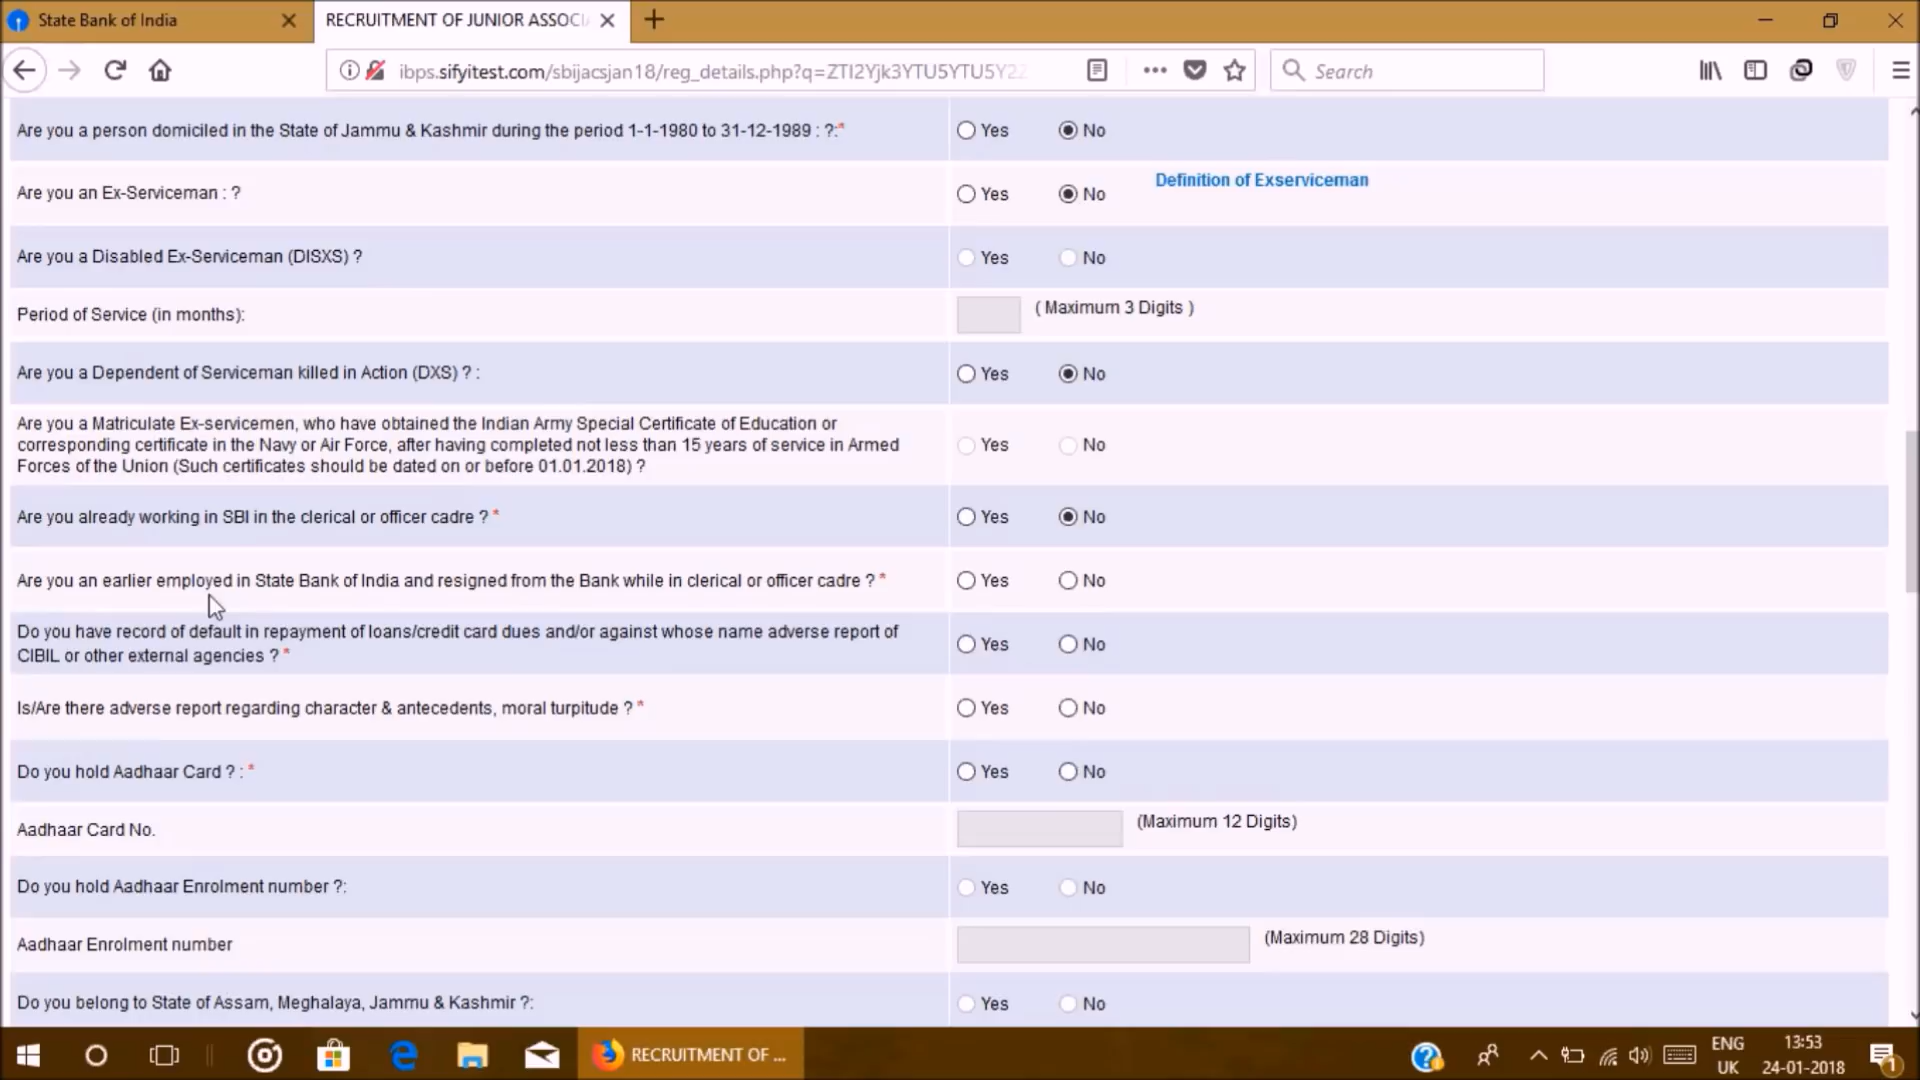 State Bank of India
RECRUITMENT OF JUNIOR ASSOCI
ibps.sifyitest.com/sbijacsjan18/reg_details.php?q=ZTI2Yjk3YTU5YTU5Y2Z
Search
Are you a person domiciled in the State of Jammu & Kashmir during the period 1-1-1980 to 31-12-1989 : ?:*
Yes No
Are you an Ex-Serviceman : ?
Yes No Definition of Exserviceman
Are you a Disabled Ex-Serviceman (DISXS) ?
Yes No
Period of Service (in months):
( Maximum 3 Digits )
Are you a Dependent of Serviceman killed in Action (DXS) ? :
Yes No
Are you a Matriculate Ex-servicemen, who have obtained the Indian Army Special Certificate of Education or
corresponding certificate in the Navy or Air Force, after having completed not less than 15 years of service in Armed
Forces of the Union (Such certificates should be dated on or before 01.01.2018) ?
Yes No
Are you already working in SBI in the clerical or officer cadre ? *
Yes No
Are you an earlier employed in State Bank of India and resigned from the Bank while in clerical or officer cadre ? *
Yes No
Do you have record of default in repayment of loans/credit card dues and/or against whose name adverse report of
CIBIL or other external agencies ? *
Yes No
Is/Are there adverse report regarding character & antecedents, moral turpitude ? *
Yes No
Do you hold Aadhaar Card ? : *
Yes No
Aadhaar Card No.
(Maximum 12 Digits)
Do you hold Aadhaar Enrolment number ?:
Yes No
Aadhaar Enrolment number
(Maximum 28 Digits)
Do you belong to State of Assam, Meghalaya, Jammu & Kashmir ?:
Yes No
RECRUITMENT OF ...
ENG
UK
13:53
24-01-2018
1